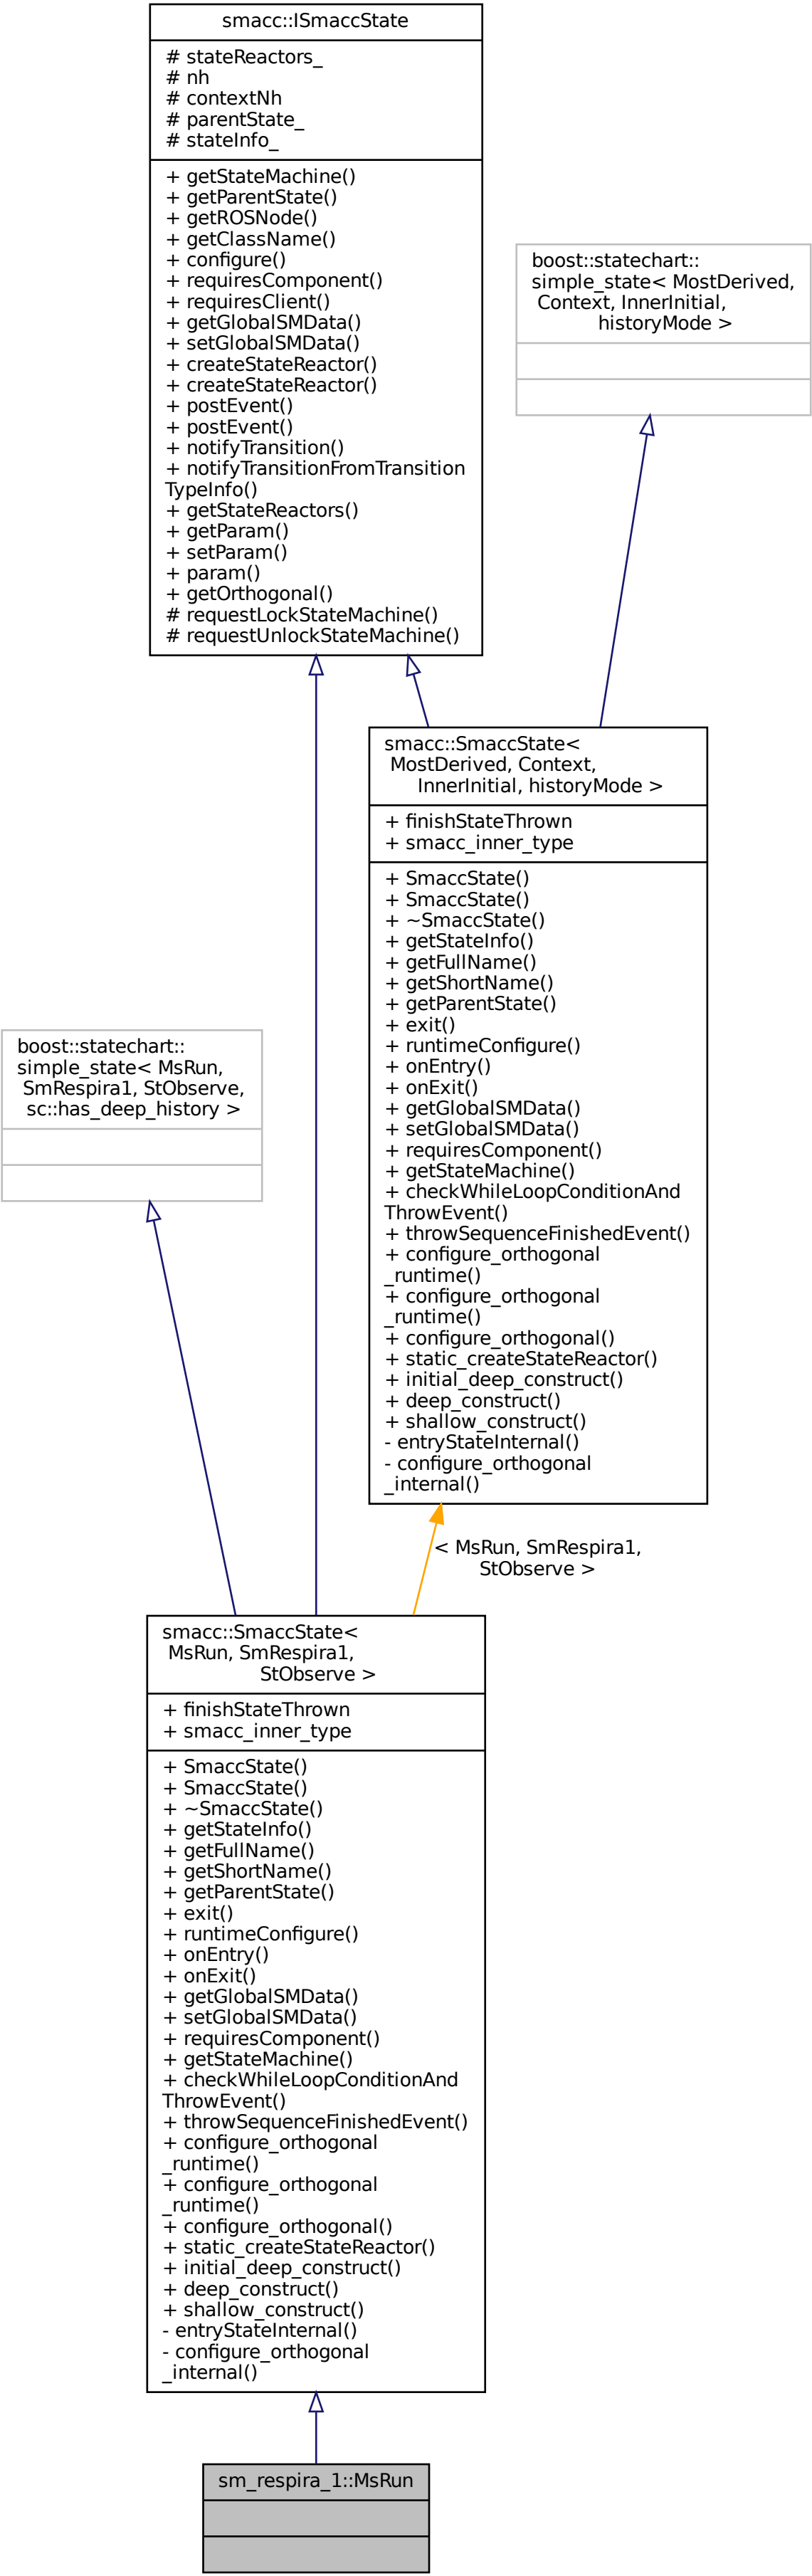 smacc::ISmaccState
# stateReactors_
# nh
# contextNh
# parentState_
# stateInfo_
+ getStateMachine()
+ getParentState()
+ getROSNode()
+ getClassName()
+ configure()
+ requiresComponent()
+ requiresClient()
+ getGlobalSMData()
+ setGlobalSMData()
+ createStateReactor()
+ createStateReactor()
+ postEvent()
+ postEvent()
+ notifyTransition()
+ notifyTransitionFromTransition
TypeInfo()
+ getStateReactors()
+ getParam()
+ setParam()
+ param()
+ getOrthogonal()
# requestLockStateMachine()
# requestUnlockStateMachine()
boost::statechart::
simple_state< MostDerived,
Context, InnerInitial,
historyMode >
smacc::SmaccState<
MostDerived, Context,
InnerInitial, historyMode >
+ finishStateThrown
+ smacc_inner_type
+ SmaccState()
+ SmaccState()
+ ~SmaccState()
+ getStateInfo()
+ getFullName()
+ getShortName()
+ getParentState()
+ exit()
+ runtimeConfigure()
+ onEntry()
+ onExit()
+ getGlobalSMData()
+ setGlobalSMData()
+ requiresComponent()
+ getStateMachine()
+ checkWhileLoopConditionAnd
ThrowEvent()
+ throwSequenceFinishedEvent()
+ configure_orthogonal
_runtime()
+ configure_orthogonal
_runtime()
+ configure_orthogonal()
+ static_createStateReactor()
+ initial_deep_construct()
+ deep_construct()
+ shallow_construct()
- entryStateInternal()
- configure_orthogonal
_internal()
boost::statechart::
simple_state< MsRun,
SmRespira1, StObserve,
sc::has_deep_history >
< MsRun, SmRespira1,
StObserve >
smacc::SmaccState<
MsRun, SmRespira1,
StObserve >
+ finishStateThrown
+ smacc_inner_type
+ SmaccState()
+ SmaccState()
+ ~SmaccState()
+ getStateInfo()
+ getFullName()
+ getShortName()
+ getParentState()
+ exit()
+ runtimeConfigure()
+ onEntry()
+ onExit()
+ getGlobalSMData()
+ setGlobalSMData()
+ requiresComponent()
+ getStateMachine()
+ checkWhileLoopConditionAnd
ThrowEvent()
+ throwSequenceFinishedEvent()
+ configure_orthogonal
_runtime()
+ configure_orthogonal
_runtime()
+ configure_orthogonal()
+ static_createStateReactor()
+ initial_deep_construct()
+ deep_construct()
+ shallow_construct()
- entryStateInternal()
- configure_orthogonal
_internal()
sm_respira_1::MsRun